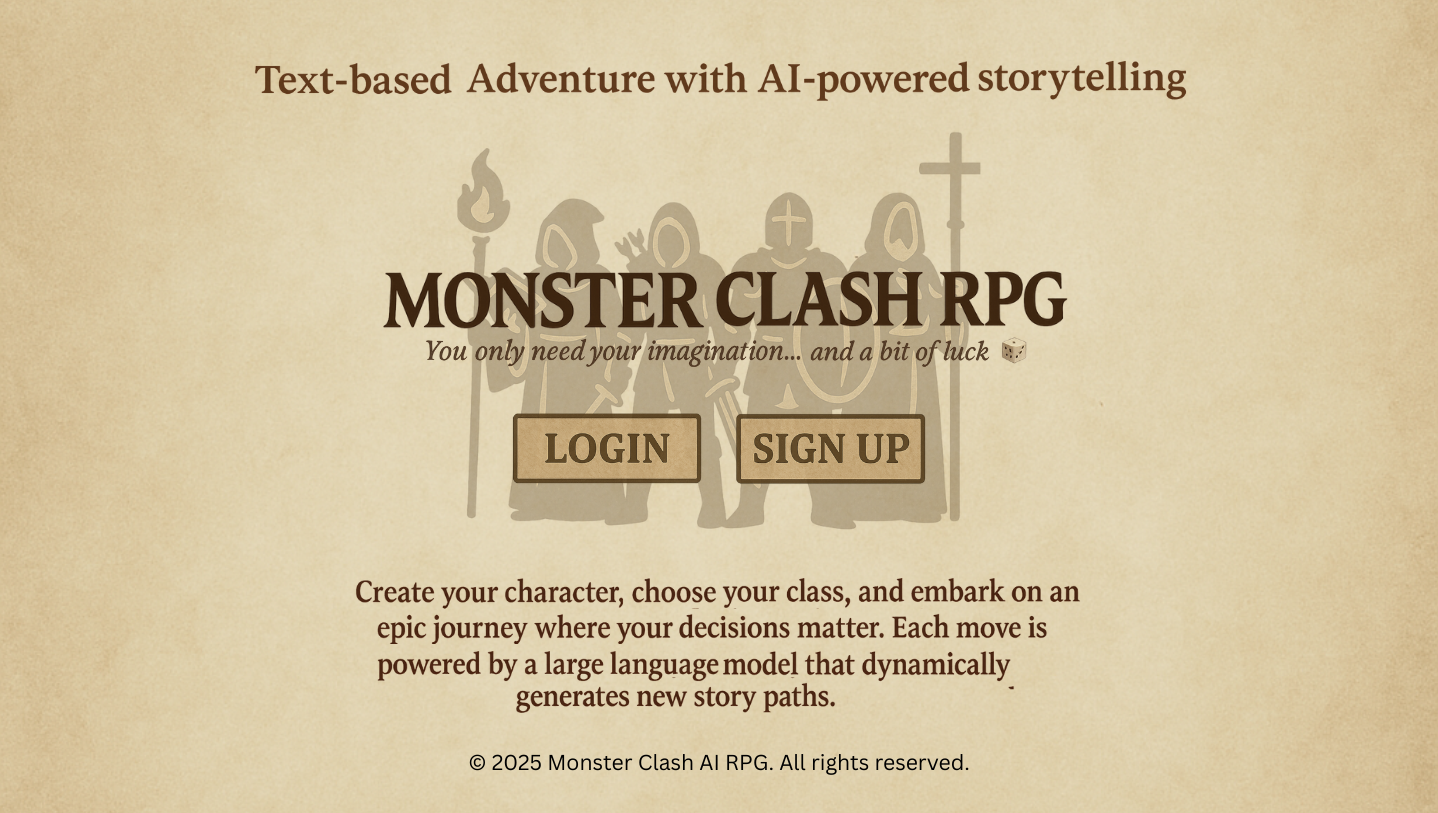 Text-based Adventure with AI-powered storytelling
MONSTER CLASH RPG
You only need your imagination... and a bit of luck
LOGIN
SIGN UP
Create your character, choose your class, and embark on an
epic journey where your decisions matter. Each move is
powered by a large language model that dynamically
generates new story paths.
© 2025 Monster Clash AI RPG. All rights reserved.